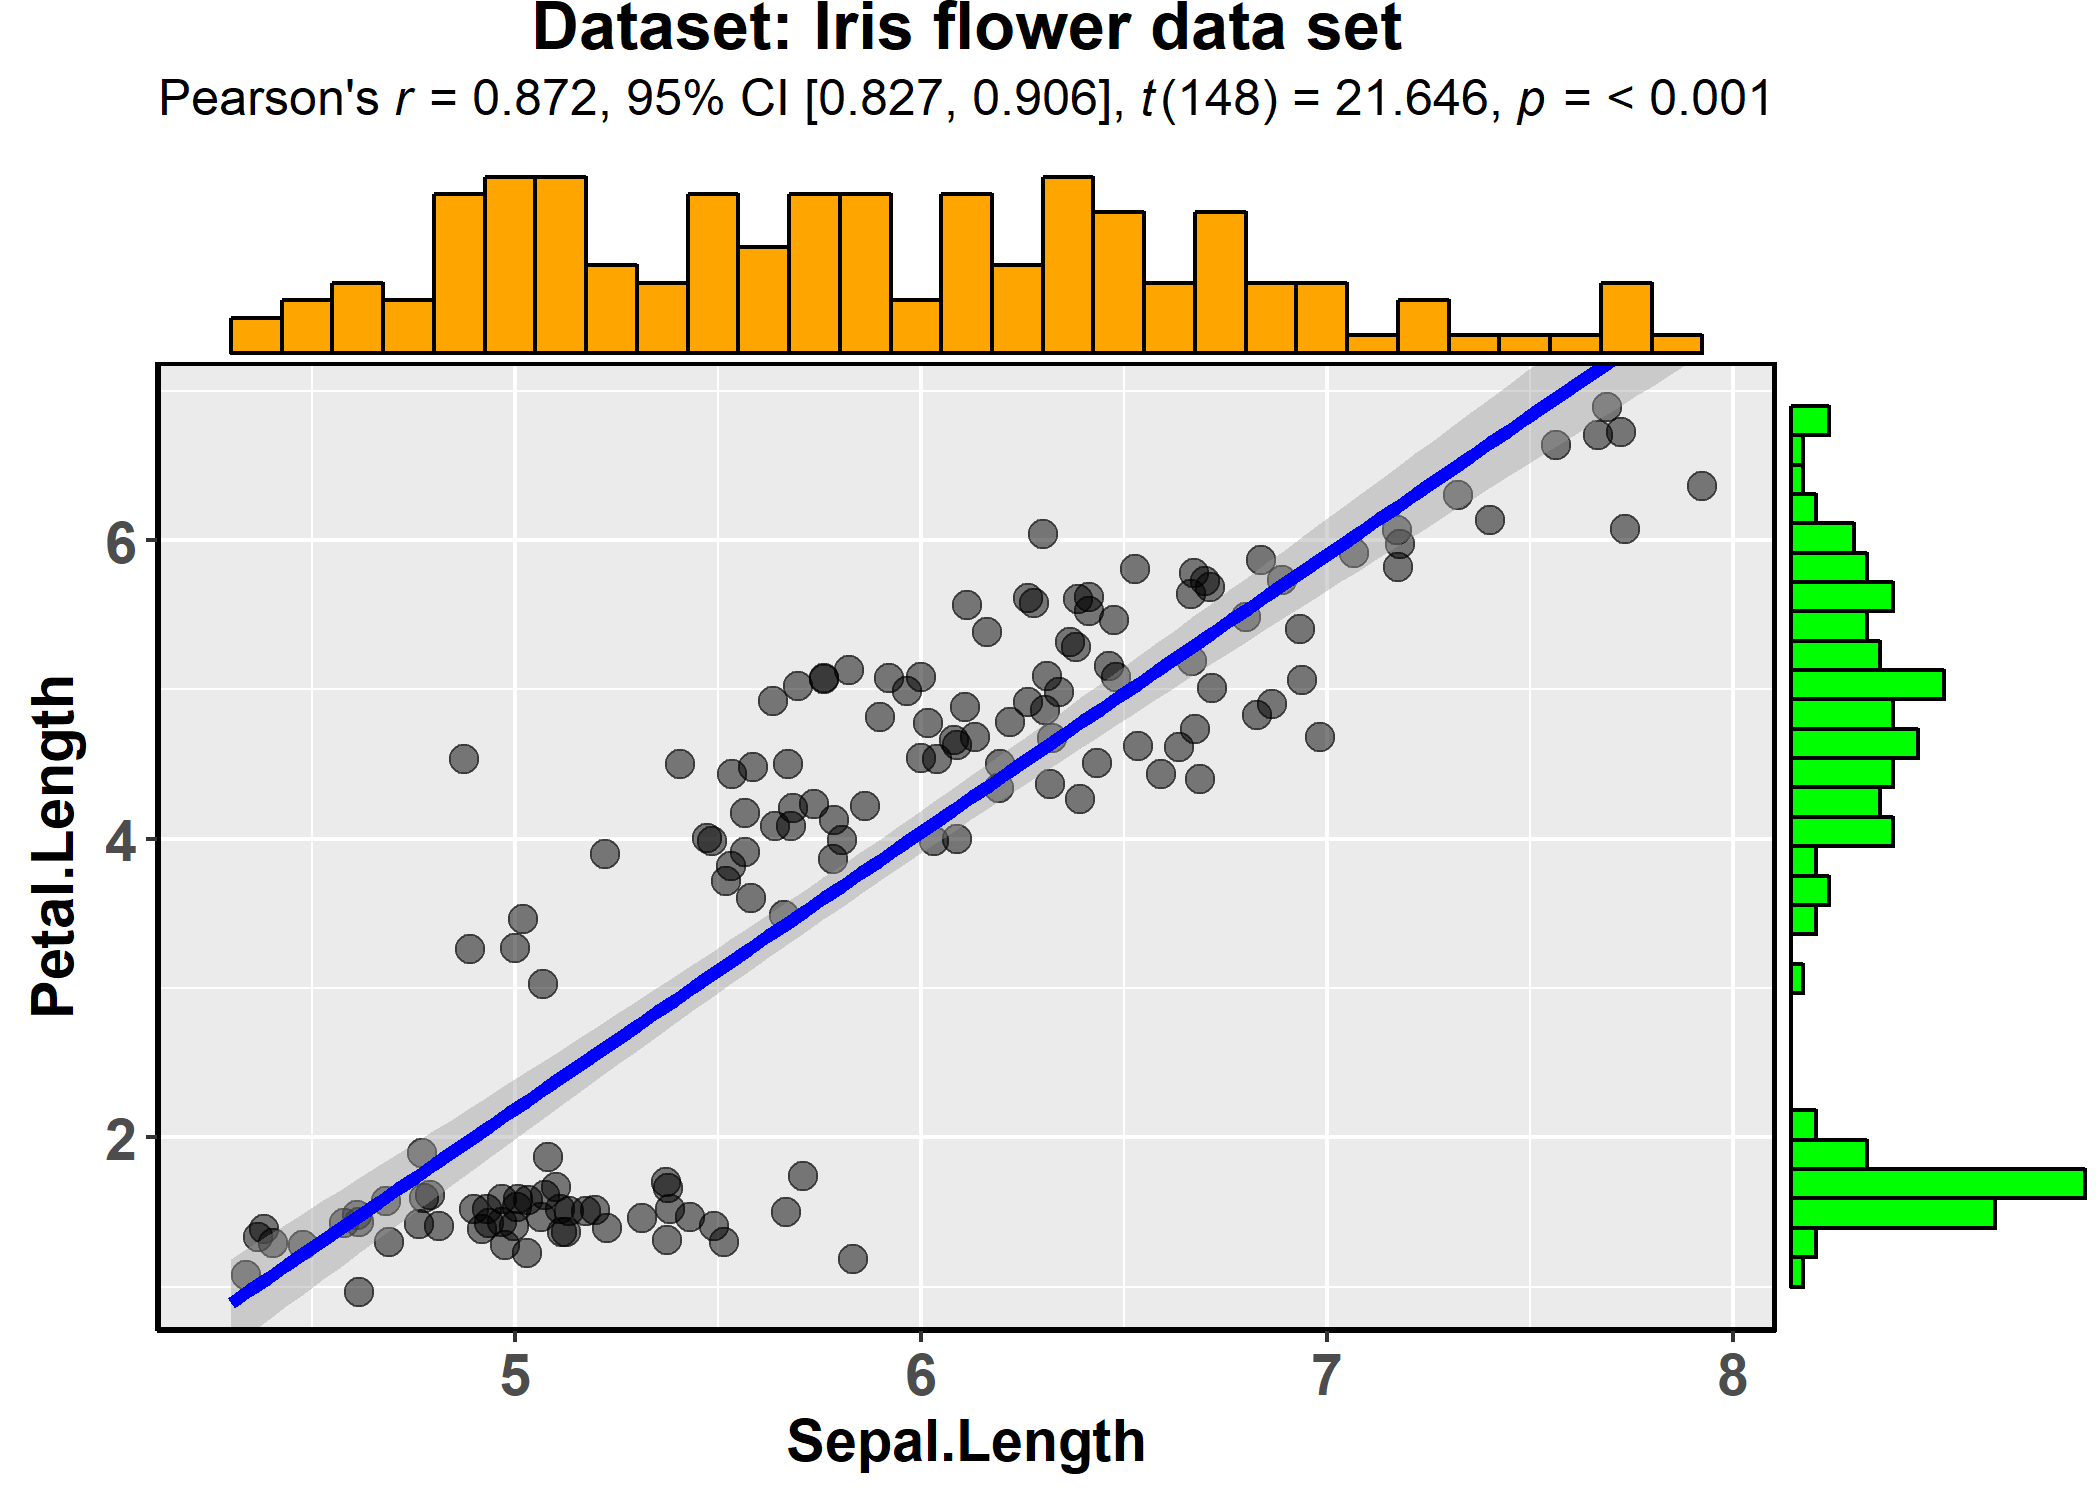 Dataset: Iris flower data set
Pearson's r = 0.872, 95% CI [0.827, 0.906], t(148) = 21.646, p = < 0.001
6
4
2
Petal.Length
5 6 7 8
Sepal.Length